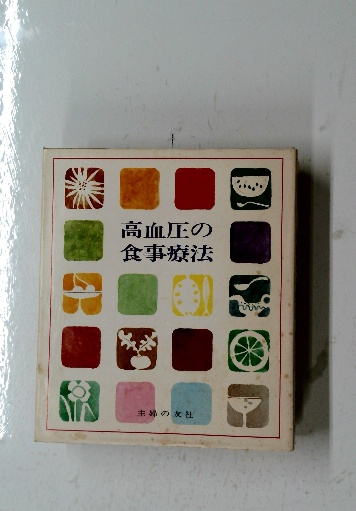 高血圧の
食事療法
主婦の友社